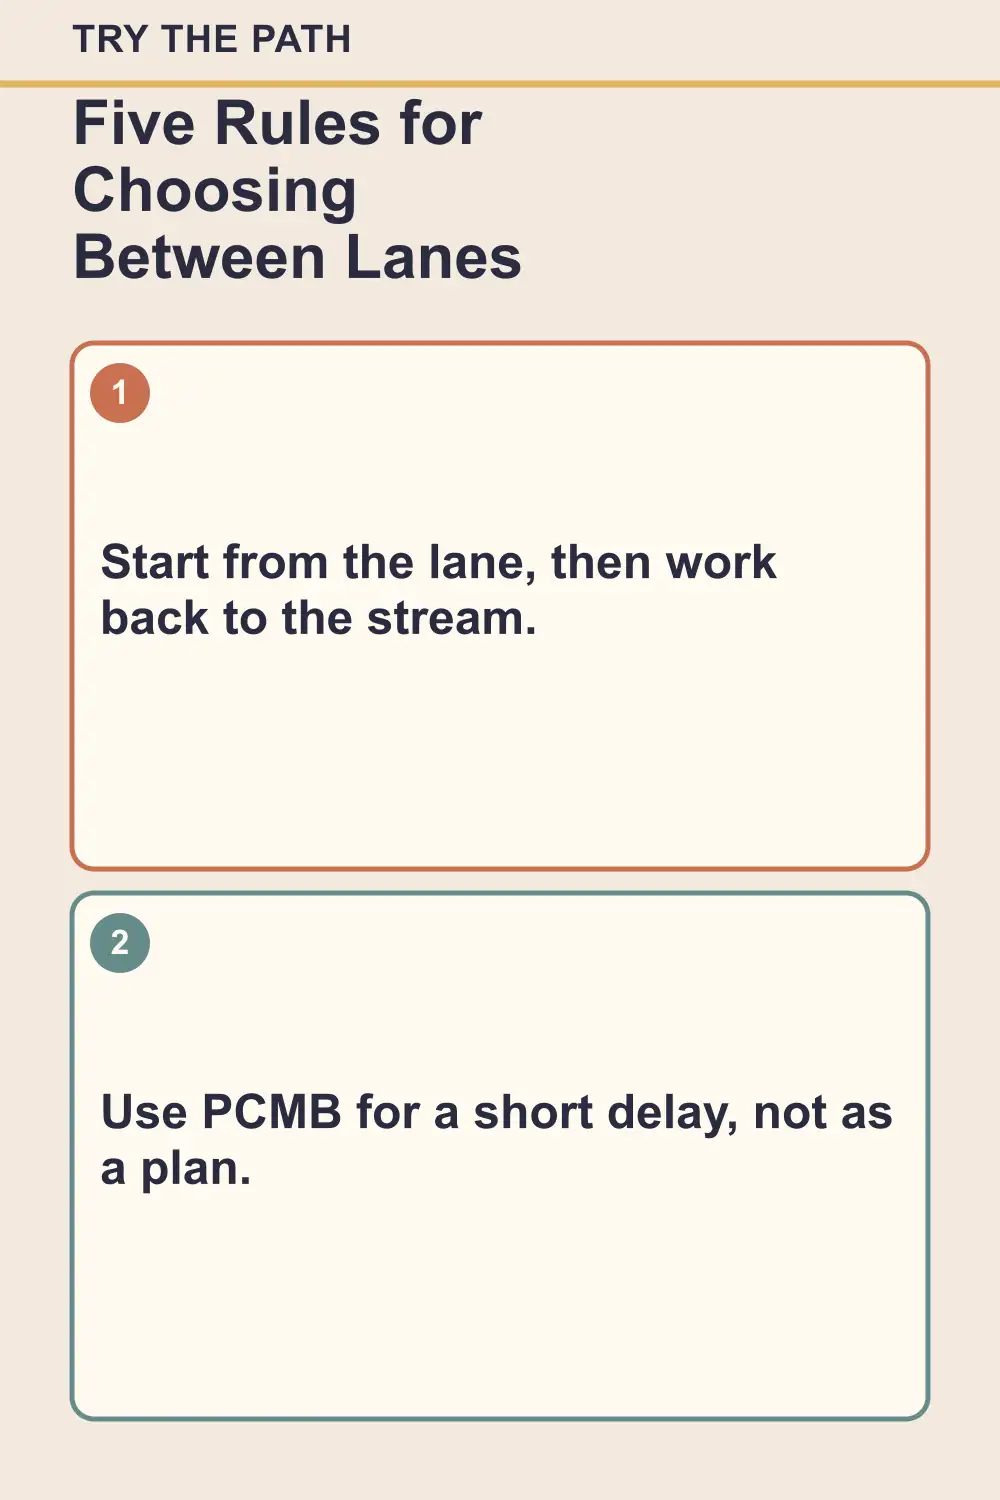 TRY THE PATH
Five Rules for
Choosing
Between Lanes
1
Start from the lane, then work
back to the stream.
2
Use PCMB for a short delay, not as
a plan.